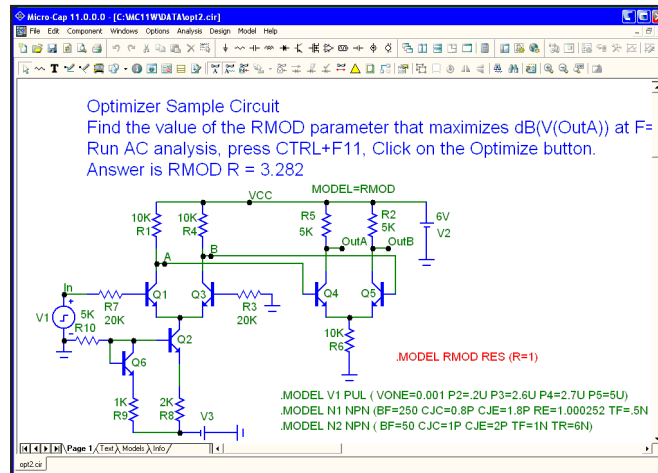 Micro-Cap 11.0.0.0 - [C:\MC11W\DATA\opt2.cir]
File Edit Component Windows Options Analysis Design Model Help
Optimizer Sample Circuit
Find the value of the RMOD parameter that maximizes dB(V(OutA)) at F=
Run AC analysis, press CTRL+F11, Click on the Optimize button.
Answer is RMOD R = 3.282
VCC
MODEL=RMOD
10K
R1
10K
R4
R5
5K
R2
5K
6V
V2
A
B
OutA
OutB
In
R7
20K
Q1
Q3
R3
20K
Q4
Q5
V1
5K
R10
Q2
Q6
10K
R6
.MODEL RMOD RES (R=1)
1K
R9
2K
R8
V3
.MODEL V1 PUL ( VONE=0.001 P2=.2U P3=2.6U P4=2.7U P5=5U)
.MODEL N1 NPN (BF=250 CJC=0.8P CJE=1.8P RE=1.000252 TF=.5N
.MODEL N2 NPN ( BF=50 CJC=1P CJE=2P TF=1N TR=6N)
Page 1 Text Models Info
opt2.cir